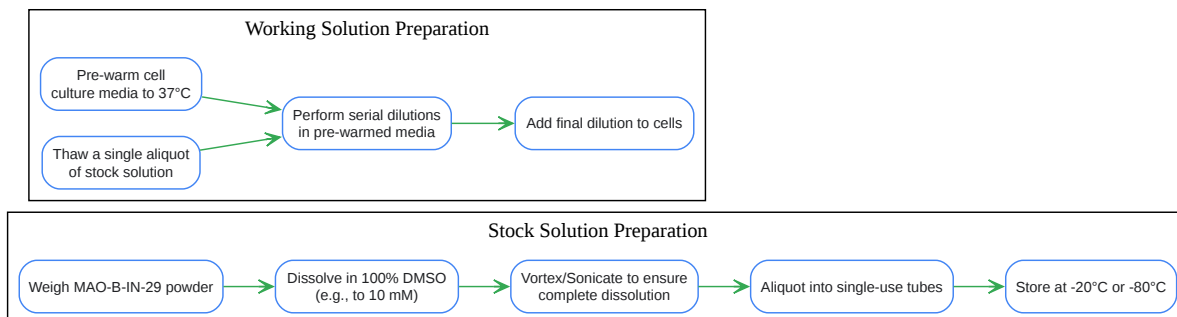 Working Solution Preparation
Pre-warm cell
culture media to 37°C
Thaw a single aliquot
of stock solution
Perform serial dilutions
in pre-warmed media
Add final dilution to cells
Stock Solution Preparation
Weigh MAO-B-IN-29 powder
Dissolve in 100% DMSO
(e.g., to 10 mM)
Vortex/Sonicate to ensure
complete dissolution
Aliquot into single-use tubes
Store at -20°C or -80°C